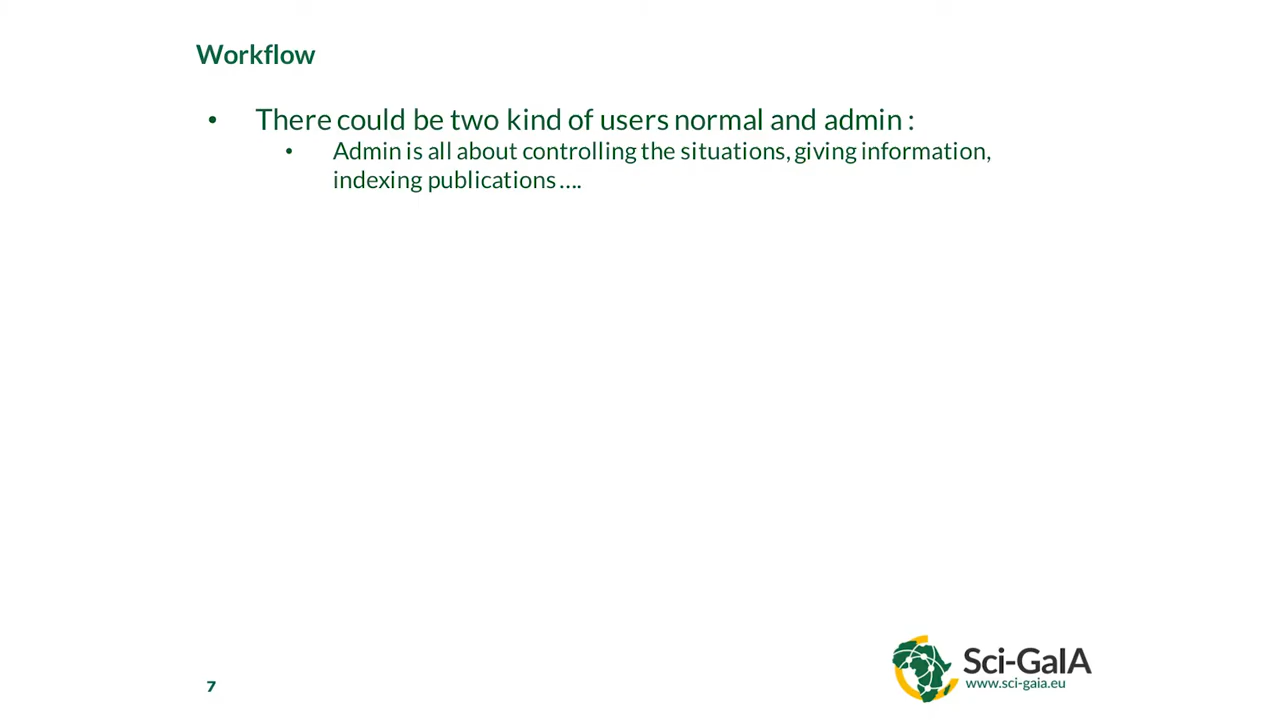 Workflow
• There could be two kind of users normal and admin :
• Admin is all about controlling the situations, giving information,
indexing publications ....
7
Sci-GaIA
www.sci-gaia.eu